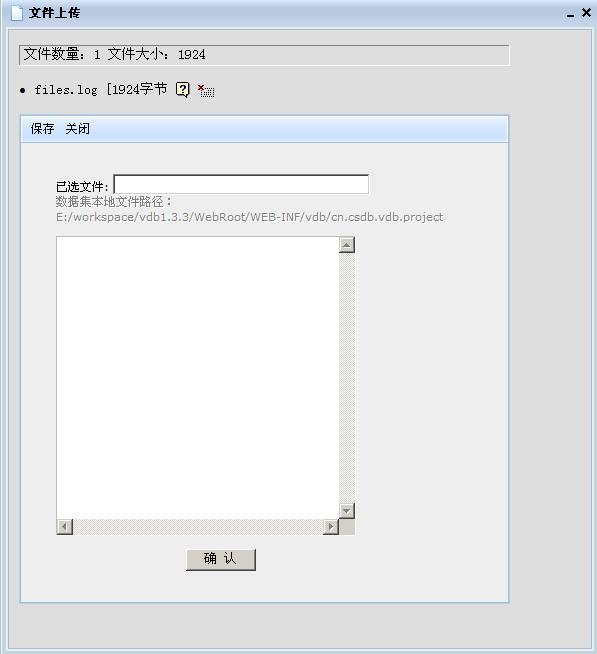 文件上传
文件数量: 1 文件大小: 1924
● files.log [1924字节
保存 关闭
已选文件:
数据集本地文件路径：
E:/workspace/vdb1.3.3/WebRoot/WEB-INF/vdb/cn.csdb.vdb.project
确 认